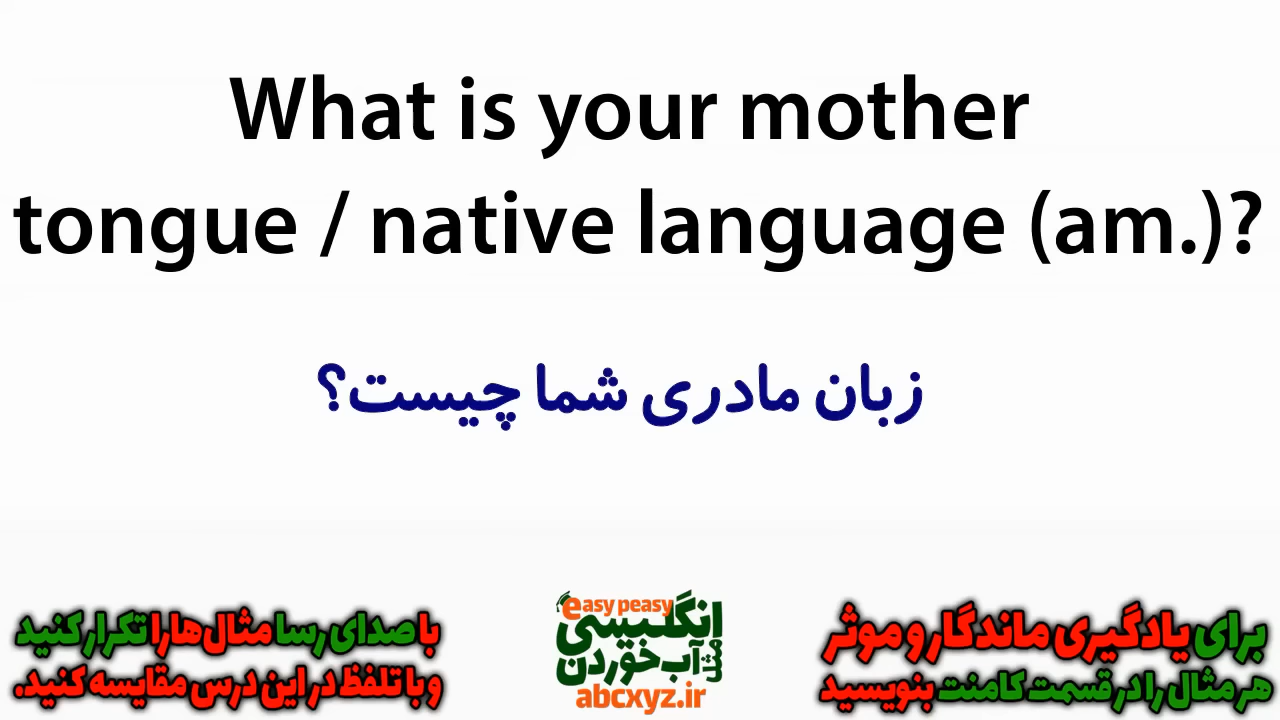 What is your mother
tongue / native language (am.)?
زبان مادری شما چیست؟
برای یادگیری ماندگار و موثر
هر مثال را در قسمت کامنت بنویسید
easy peasy
انگلیسی
مثل آب خوردن
abcxyz.ir
با صدای رسا مثال‌ها را تکرار کنید
و با تلفظ در این درس مقایسه کنید.